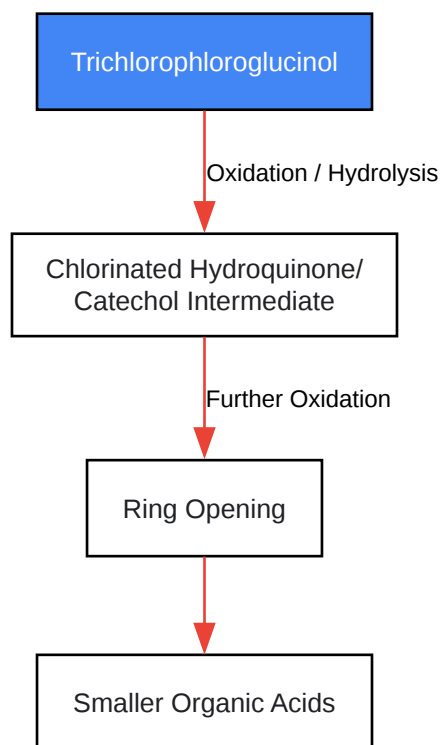 Trichlorophloroglucinol
Oxidation / Hydrolysis
Chlorinated Hydroquinone/
Catechol Intermediate
Further Oxidation
Ring Opening
Smaller Organic Acids